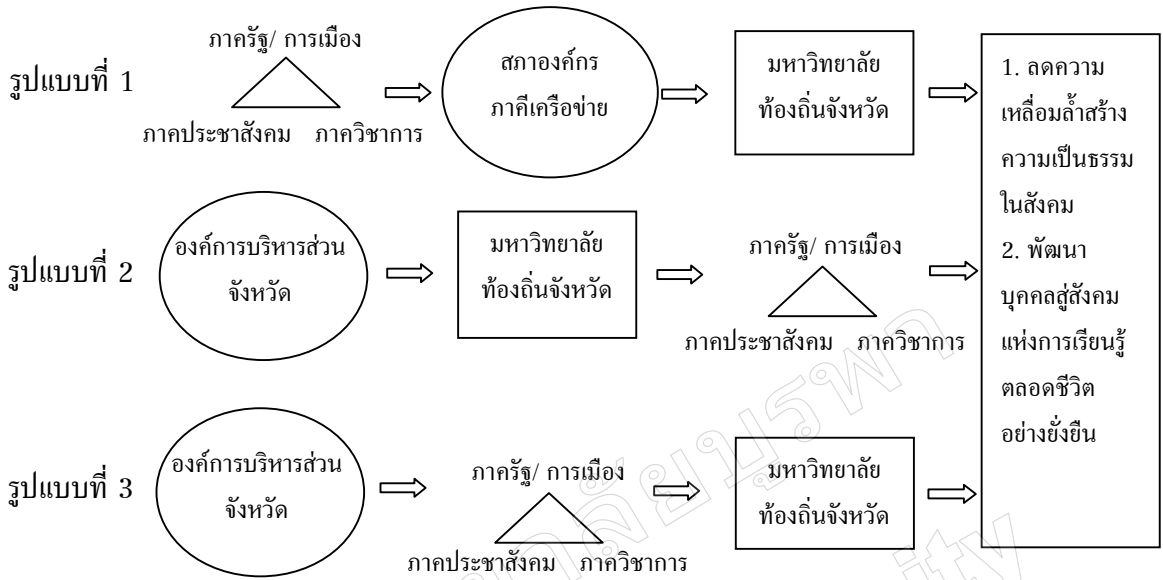 รูปแบบที่ 1
ภาครัฐ/ การเมือง
ภาคประชาสังคม ภาควิชาการ
สภาองค์กร
ภาคีเครือข่าย
มหาวิทยาลัย
ท้องถิ่นจังหวัด
รูปแบบที่ 2
องค์การบริหารส่วน
จังหวัด
มหาวิทยาลัย
ท้องถิ่นจังหวัด
ภาครัฐ/ การเมือง
ภาคประชาสังคม ภาควิชาการ
รูปแบบที่ 3
องค์การบริหารส่วน
จังหวัด
ภาครัฐ/ การเมือง
ภาคประชาสังคม ภาควิชาการ
มหาวิทยาลัย
ท้องถิ่นจังหวัด
1. ลดความ
เหลื่อมล้ำสร้าง
ความเป็นธรรม
ในสังคม
2. พัฒนา
บุคคลสู่สังคม
แห่งการเรียนรู้
ตลอดชีวิต
อย่างยั่งยืน